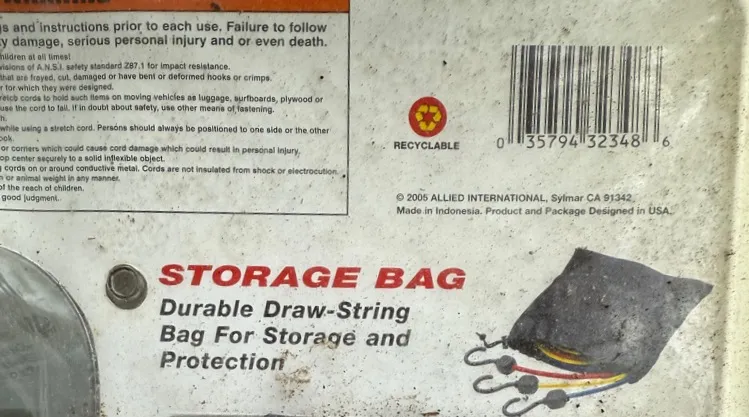 s and instructions prior to each use. Failure to follow
y damage, serious personal injury and or even death.
hildren at all times!
visions of A.N.S.I. safety standard Z87.1 for impact resistance.
that are frayed, cut, damaged or have bent or deformed hooks or crimps.
r for which they were designed.
retch cords to hold such items on moving vehicles as luggage, surfboards, plywood or
use the cord to fail. If in doubt about safety, use other means of fastening.
h.
while using a stretch cord. Persons should always be positioned to one side or the other
ook.
or corners which could cause cord damage which could result in personal injury.
op center securely to a solid inflexible object.
cords on or around conductive metal. Cords are not insulated from shock or electrocution.
n or animal weight in any manner.
of the reach of children.
good judgment.
RECYCLABLE
0 35794 32348 6
© 2005 ALLIED INTERNATIONAL, Sylmar CA 91342
Made in Indonesia. Product and Package Designed in USA.
STORAGE BAG
Durable Draw-String
Bag For Storage and
Protection